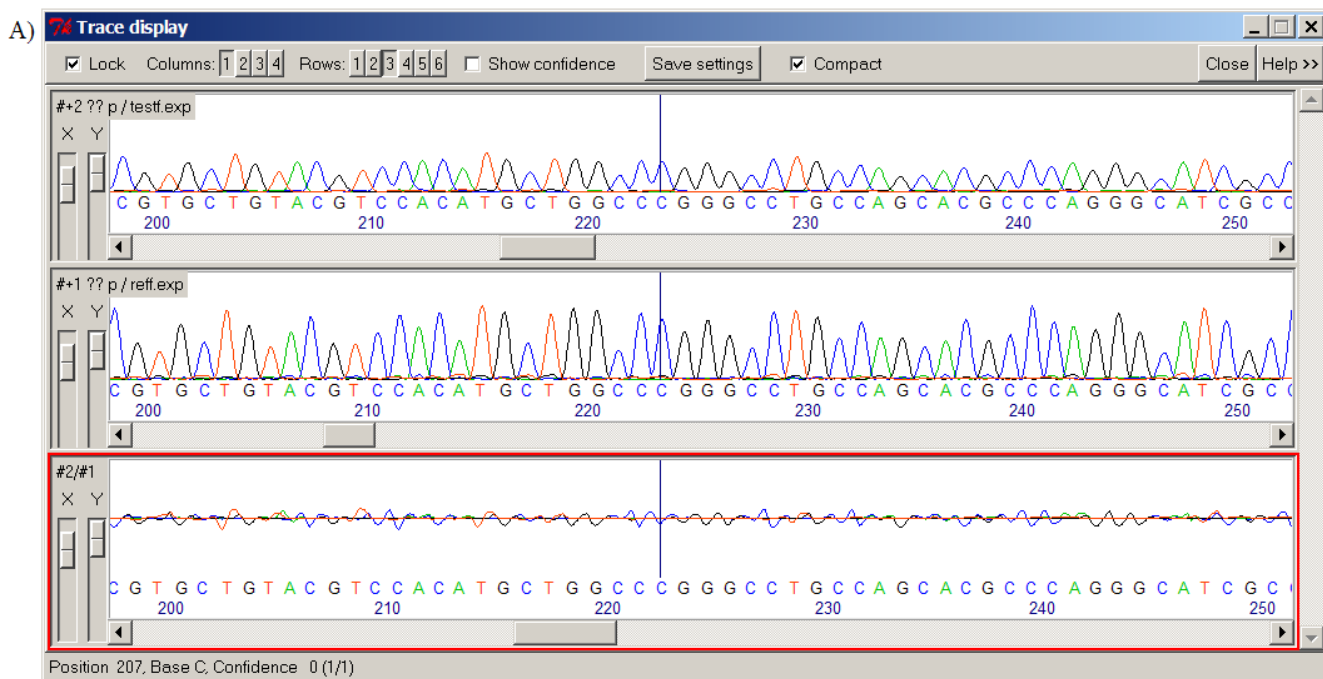 A)
Trace display
Lock Columns: 1 2 3 4 Rows: 1 2 3 4 5 6 Show confidence Save settings Compact Close Help >>
#+2 ?? p / testf.exp
X Y
C G T G C T G T A C G T C C A C A T G C T G G C C C G G G C C T G C C A G C A C G C C C A G G G C A T C G C C
200 210 220 230 240 250
#+1 ?? p / reff.exp
X Y
C G T G C T G T A C G T C C A C A T G C T G G C C C G G G C C T G C C A G C A C G C C C A G G G C A T C G C C
200 210 220 230 240 250
#2/#1
X Y
C G T G C T G T A C G T C C A C A T G C T G G C C C G G G C C T G C C A G C A C G C C C A G G G C A T C G C
200 210 220 230 240 250
Position 207, Base C, Confidence 0 (1/1)